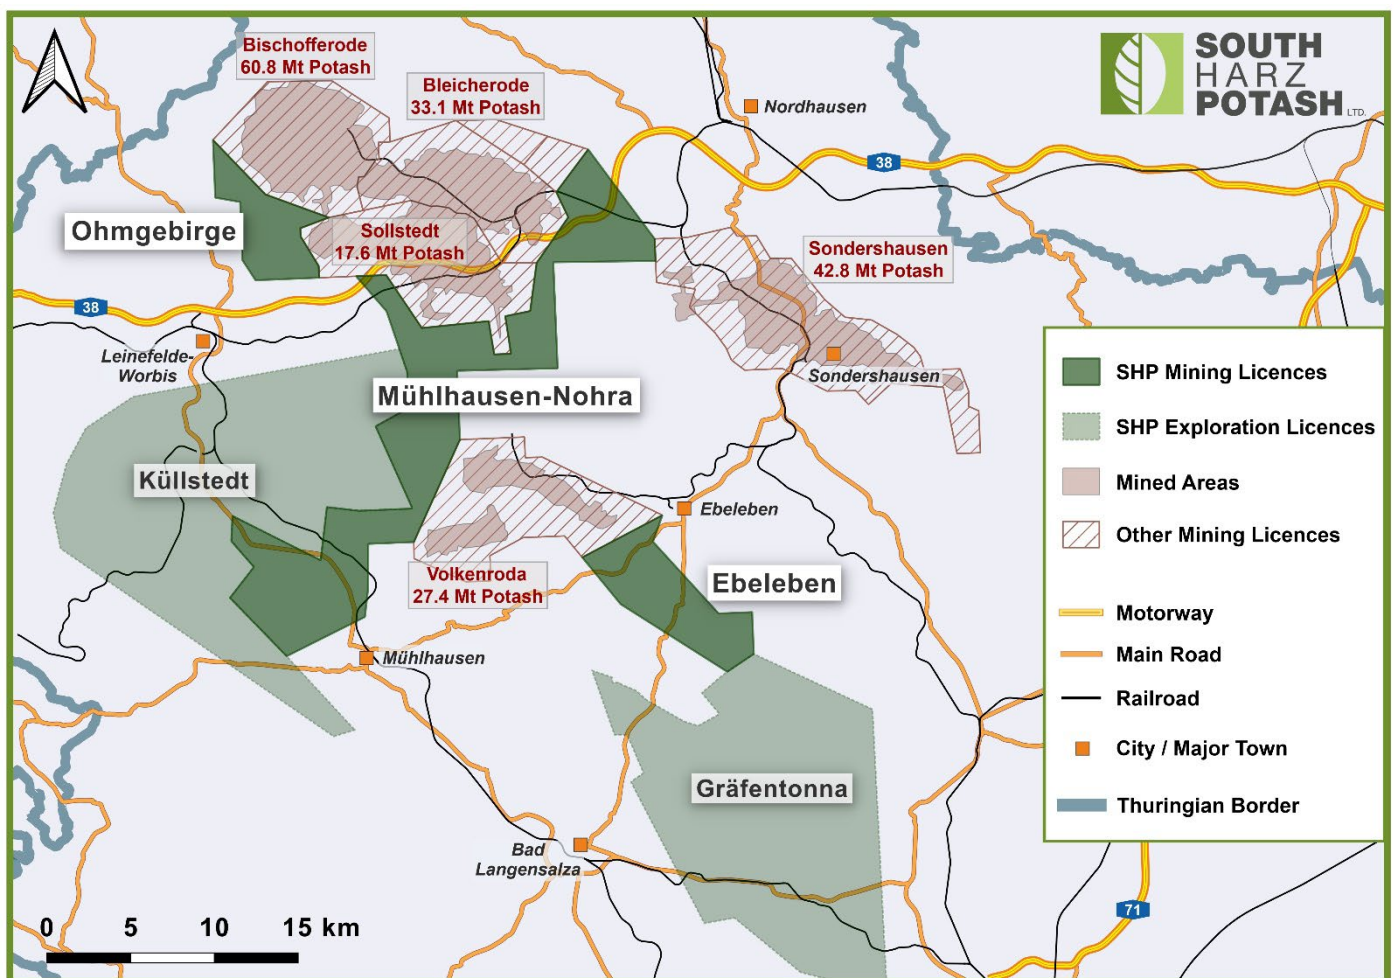 Bischofferode
60.8 Mt Potash
Bleicherode
33.1 Mt Potash
Nordhausen
SOUTH
HARZ
POTASH LTD.
38
Ohmgebirge
Sollstedt
17.6 Mt Potash
Sondershausen
42.8 Mt Potash
38
Leinefelde-
Worbis
Sondershausen
Mühlhausen-Nohra
Küllstedt
Ebeleben
Volkenroda
27.4 Mt Potash
Ebeleben
Mühlhausen
Gräfentonna
Bad
Langensalza
SHP Mining Licences
SHP Exploration Licences
Mined Areas
Other Mining Licences
Motorway
Main Road
Railroad
City / Major Town
Thuringian Border
71
0 5 10 15 km